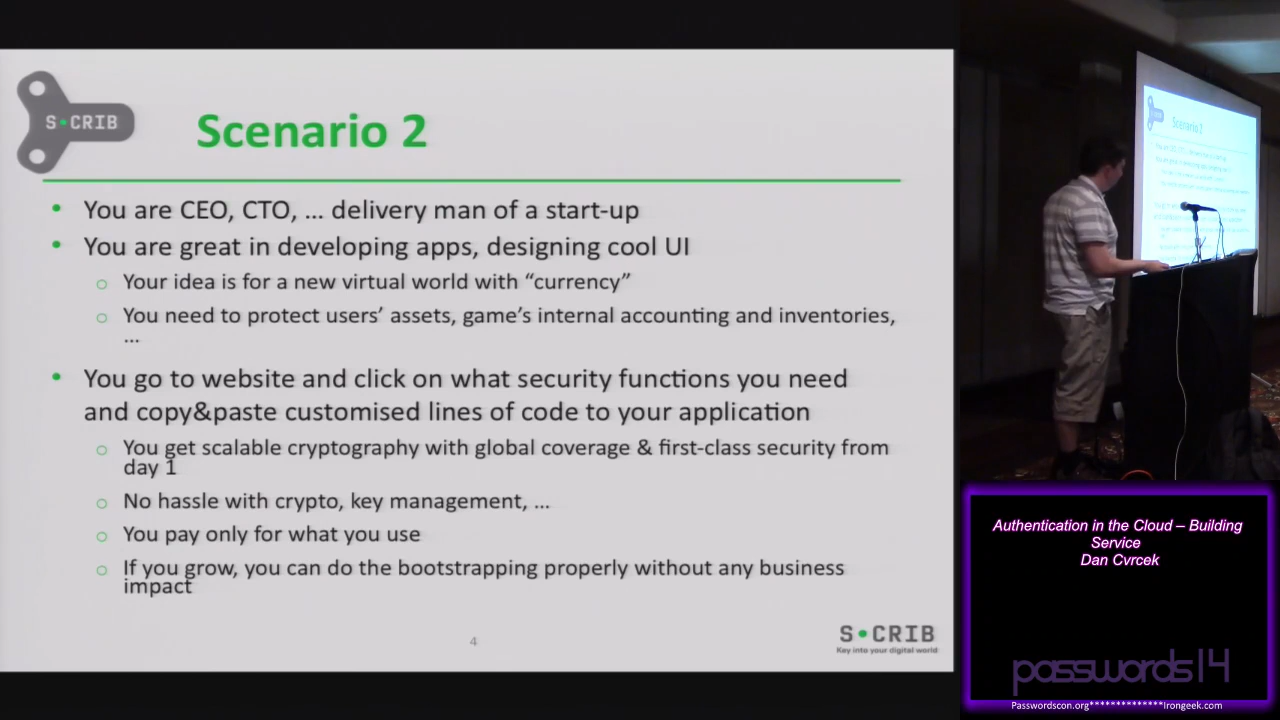 S•CRIB
Scenario 2
• You are CEO, CTO, … delivery man of a start-up
• You are great in developing apps, designing cool UI
○ Your idea is for a new virtual world with “currency”
○ You need to protect users’ assets, game’s internal accounting and inventories,
…
• You go to website and click on what security functions you need
and copy&paste customised lines of code to your application
○ You get scalable cryptography with global coverage & first-class security from
day 1
○ No hassle with crypto, key management, …
○ You pay only for what you use
○ If you grow, you can do the bootstrapping properly without any business
impact
4
S•CRIB
Key into your digital world
Scenario 2
Authentication in the Cloud – Building
Service
Dan Cvrcek
passwords14
Passwordscon.org**************Irongeek.com